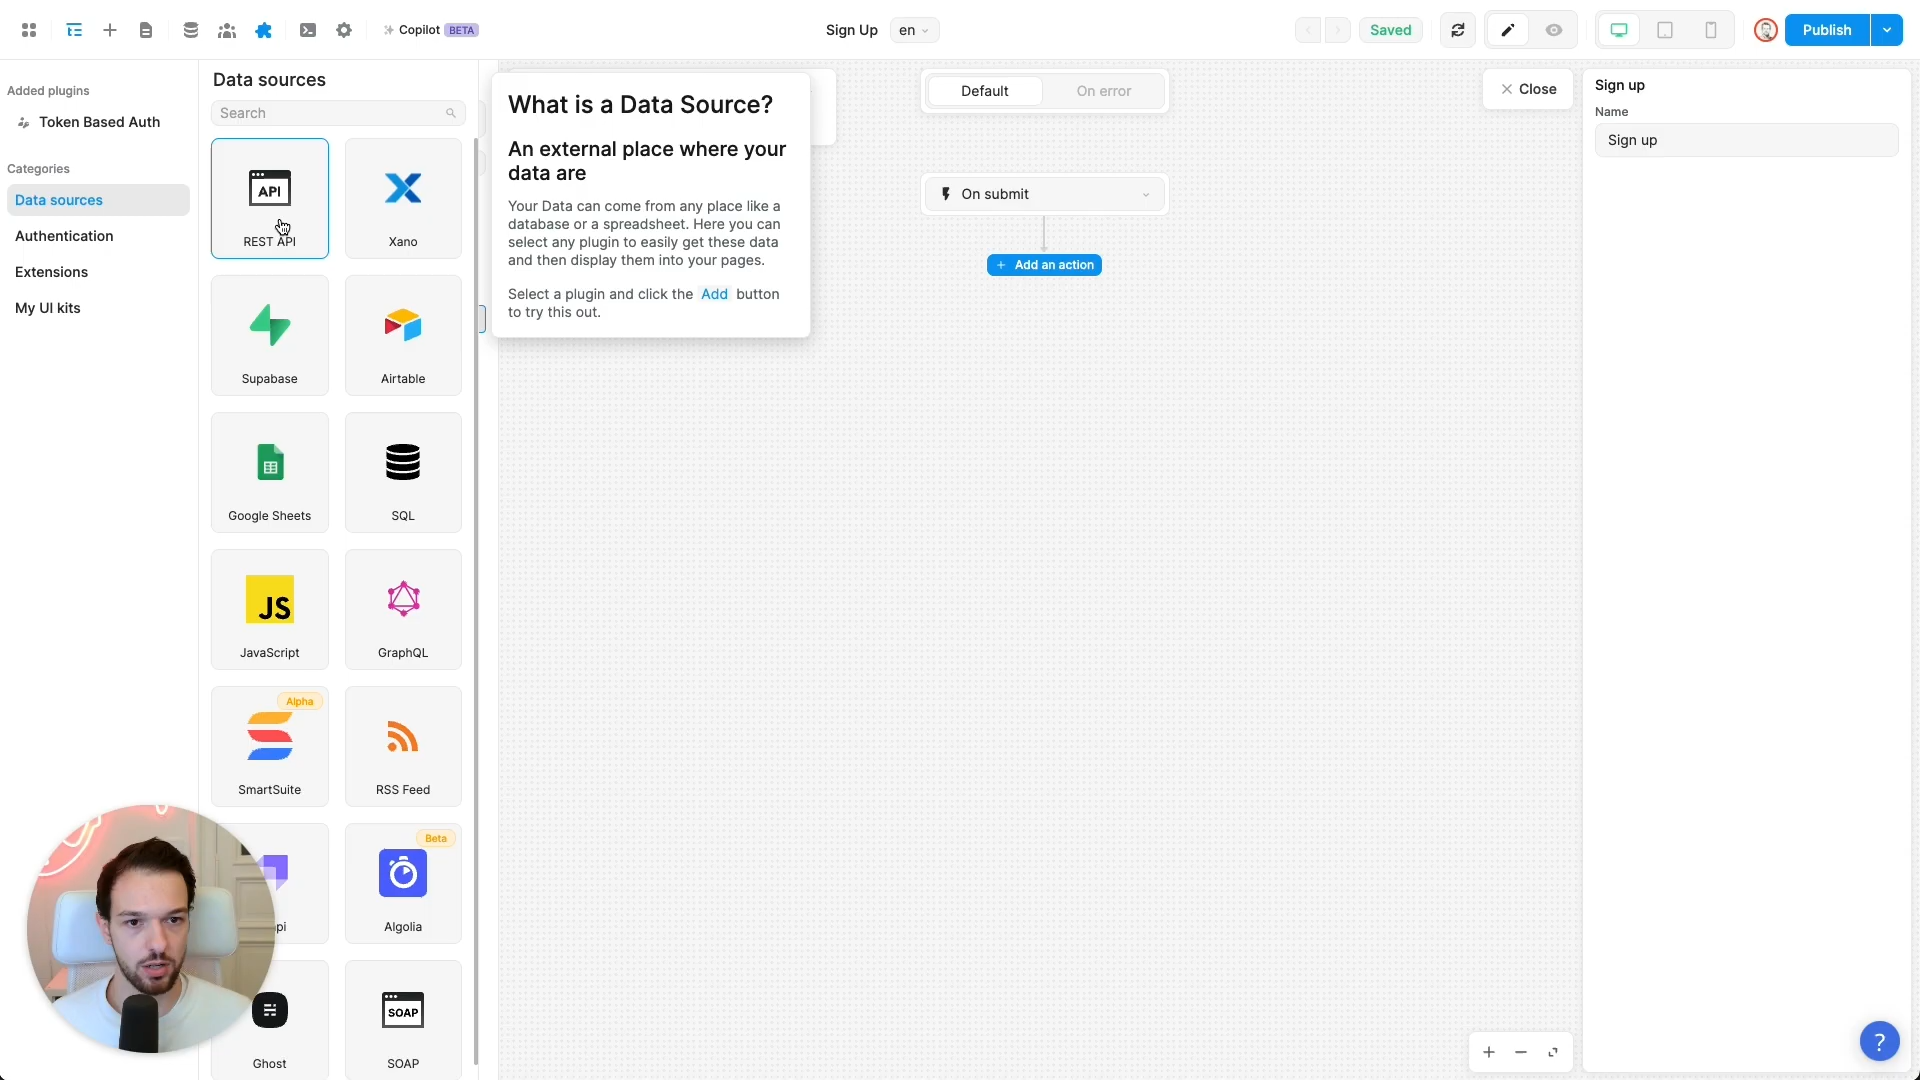 Copilot BETA
Sign Up
en
Saved
Publish
Added plugins
Token Based Auth
Categories
Data sources
Authentication
Extensions
My UI kits
Data sources
Search
API
REST API
Xano
Supabase
Airtable
Google Sheets
SQL
JS
JavaScript
GraphQL
Alpha
SmartSuite
RSS Feed
pi
Beta
Algolia
Ghost
SOAP
SOAP
What is a Data Source?
An external place where your
data are
Your Data can come from any place like a
database or a spreadsheet. Here you can
select any plugin to easily get these data
and then display them into your pages.
Select a plugin and click the Add button
to try this out.
Default
On error
On submit
+ Add an action
Close
Sign up
Name
Sign up
?